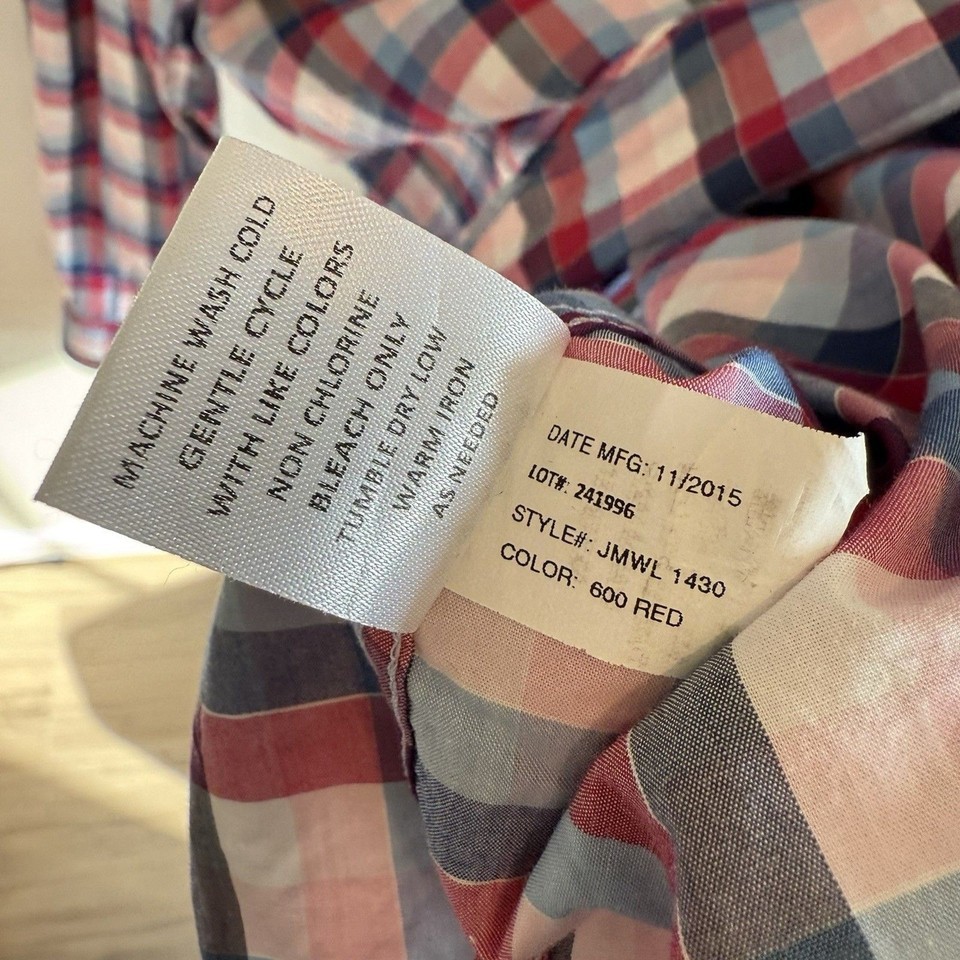 MACHINE WASH COLD
GENTLE CYCLE
WITH LIKE COLORS
NON CHLORINE
BLEACH ONLY
TUMBLE DRY LOW
WARM IRON
AS NEEDED
DATE MFG: 11/2015
LOT#: 241996
STYLE#: JMWL 1430
COLOR: 600 RED